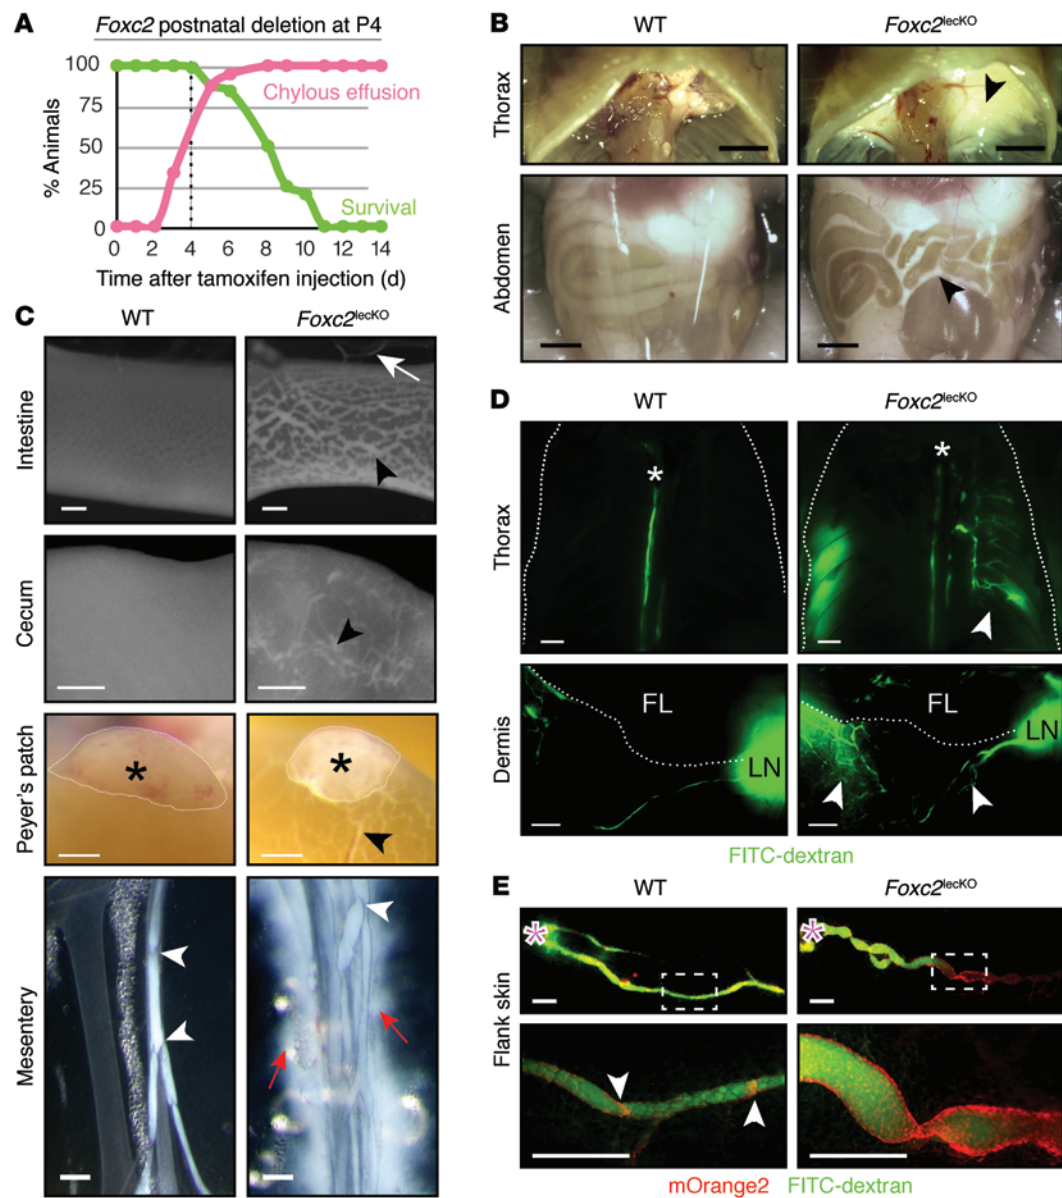 A
Foxc2 postnatal deletion at P4
100
75
50
25
0
% Animals
Chylous effusion
Survival
0 2 4 6 8 10 12 14
Time after tamoxifen injection (d)
B
WT
Foxc2lecKO
Thorax
Abdomen
C
WT
Foxc2lecKO
Intestine
Cecum
Peyer's patch
*
*
Mesentery
D
WT
Foxc2lecKO
Thorax
*
*
Dermis
FL
LN
FL
LN
FITC-dextran
E
WT
Foxc2lecKO
Flank skin
*
*
mOrange2 FITC-dextran